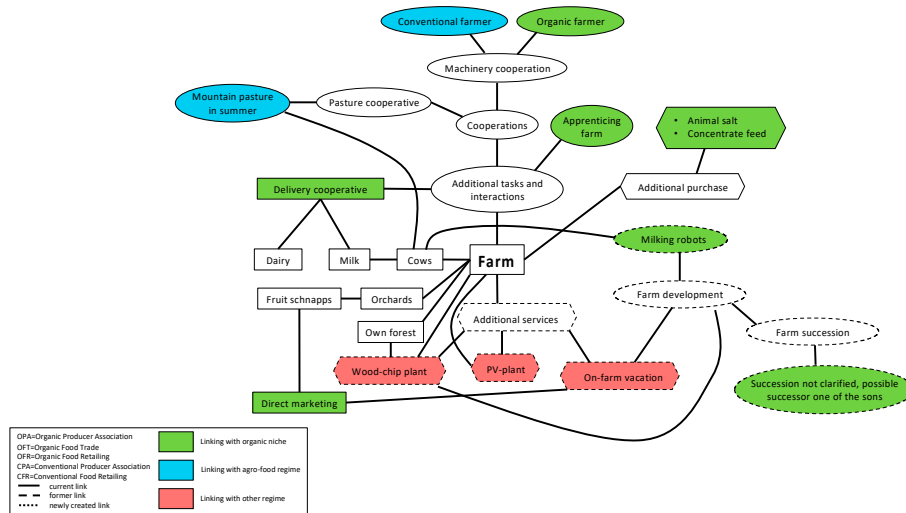 Conventional farmer
Organic farmer
Machinery cooperation
Mountain pasture
in summer
Pasture cooperative
Cooperations
Apprenticing
farm
• Animal salt
• Concentrate feed
Additional tasks and
interactions
Additional purchase
Delivery cooperative
Milking robots
Dairy
Milk
Cows
Farm
Farm development
Fruit schnapps
Orchards
Additional services
Own forest
Farm succession
Wood-chip plant
PV-plant
On-farm vacation
Succession not clarified, possible
successor one of the sons
Direct marketing
OPA=Organic Producer Association
OFT=Organic Food Trade
OFR=Organic Food Retailing
CPA=Conventional Producer Association
CFR=Conventional Food Retailing
current link
former link
newly created link
Linking with organic niche
Linking with agro-food regime
Linking with other regime